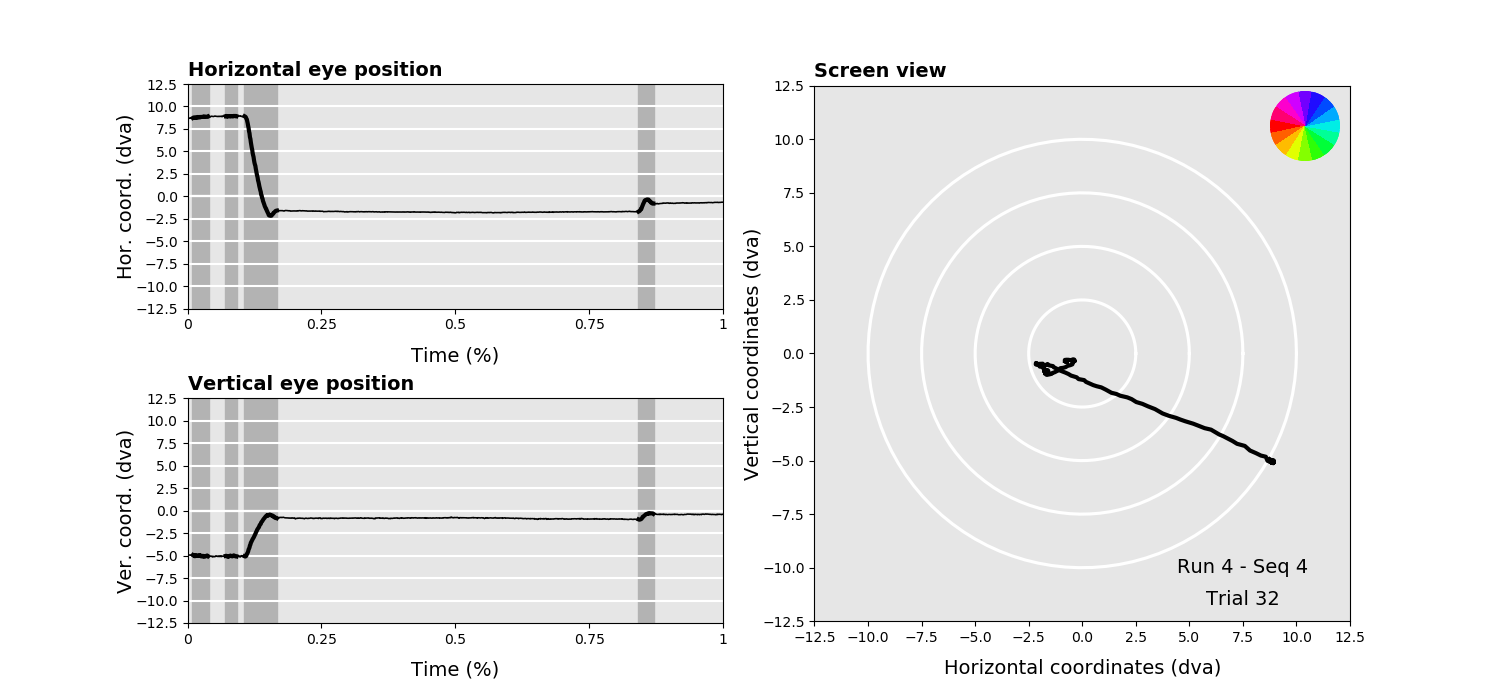 Horizontal eye position
Hor. coord. (dva)
12.5
10.0
7.5
5.0
2.5
0.0
−2.5
−5.0
−7.5
−10.0
−12.5
0 0.25 0.5 0.75 1
Time (%)
Vertical eye position
Ver. coord. (dva)
12.5
10.0
7.5
5.0
2.5
0.0
−2.5
−5.0
−7.5
−10.0
−12.5
0 0.25 0.5 0.75 1
Time (%)
Screen view
Vertical coordinates (dva)
12.5
10.0
7.5
5.0
2.5
0.0
−2.5
−5.0
−7.5
−10.0
−12.5
Run 4 - Seq 4
Trial 32
−12.5 −10.0 −7.5 −5.0 −2.5 0.0 2.5 5.0 7.5 10.0 12.5
Horizontal coordinates (dva)